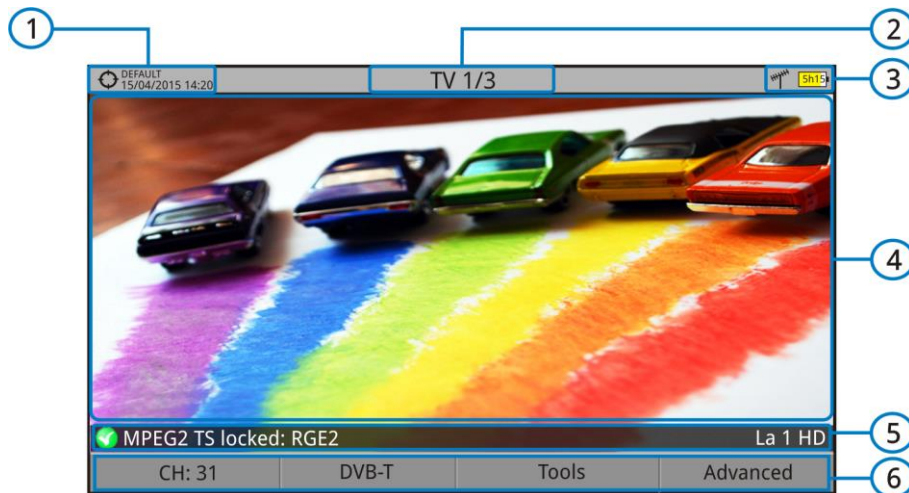 1
2
3
DEFAULT
15/04/2015 14:20
TV 1/3
5h15
4
MPEG2 TS locked: RGE2
La 1 HD
5
CH: 31
DVB-T
Tools
Advanced
6